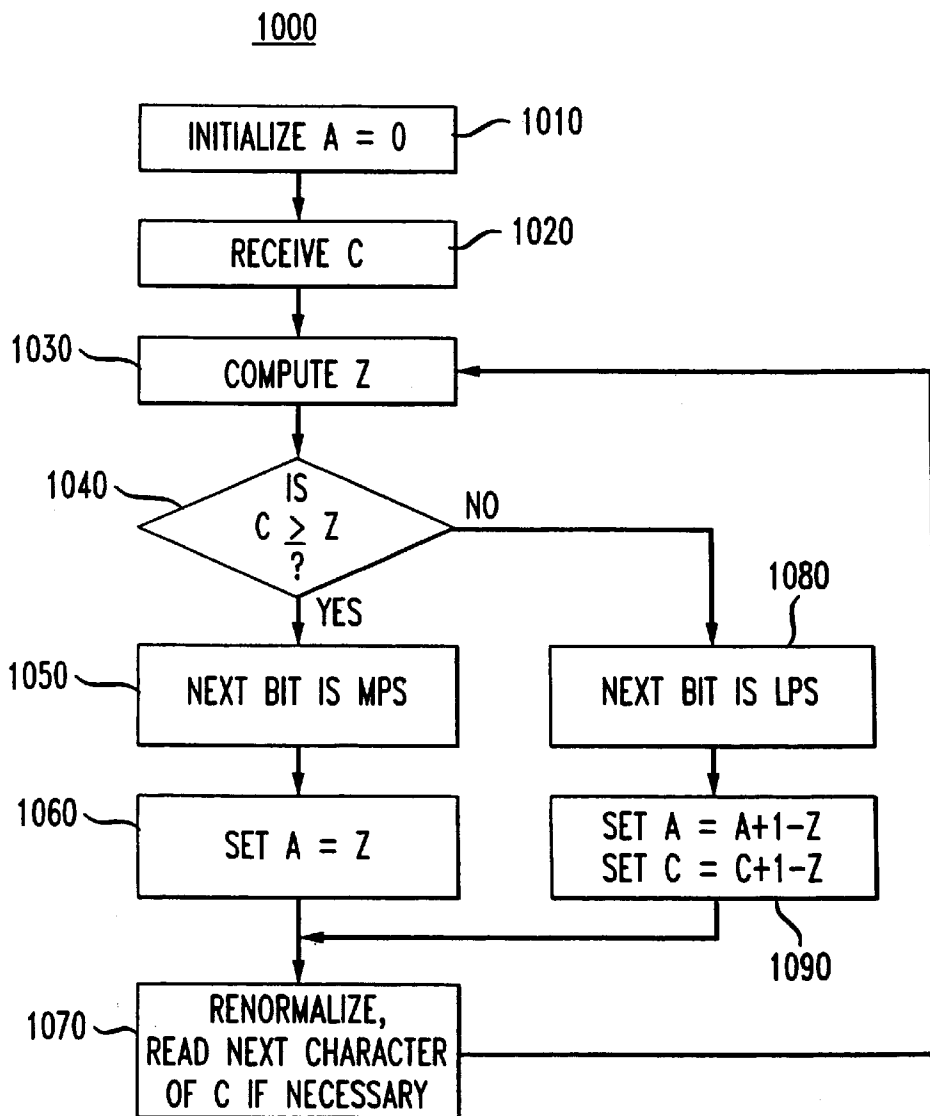 1000
INITIALIZE A = 0
1010
RECEIVE C
1020
1030
COMPUTE Z
1040
IS
C ≥ Z
?
NO
YES
1080
1050
NEXT BIT IS MPS
NEXT BIT IS LPS
1060
SET A = Z
SET A = A+1-Z
SET C = C+1-Z
1090
1070
RENORMALIZE,
READ NEXT CHARACTER
OF C IF NECESSARY